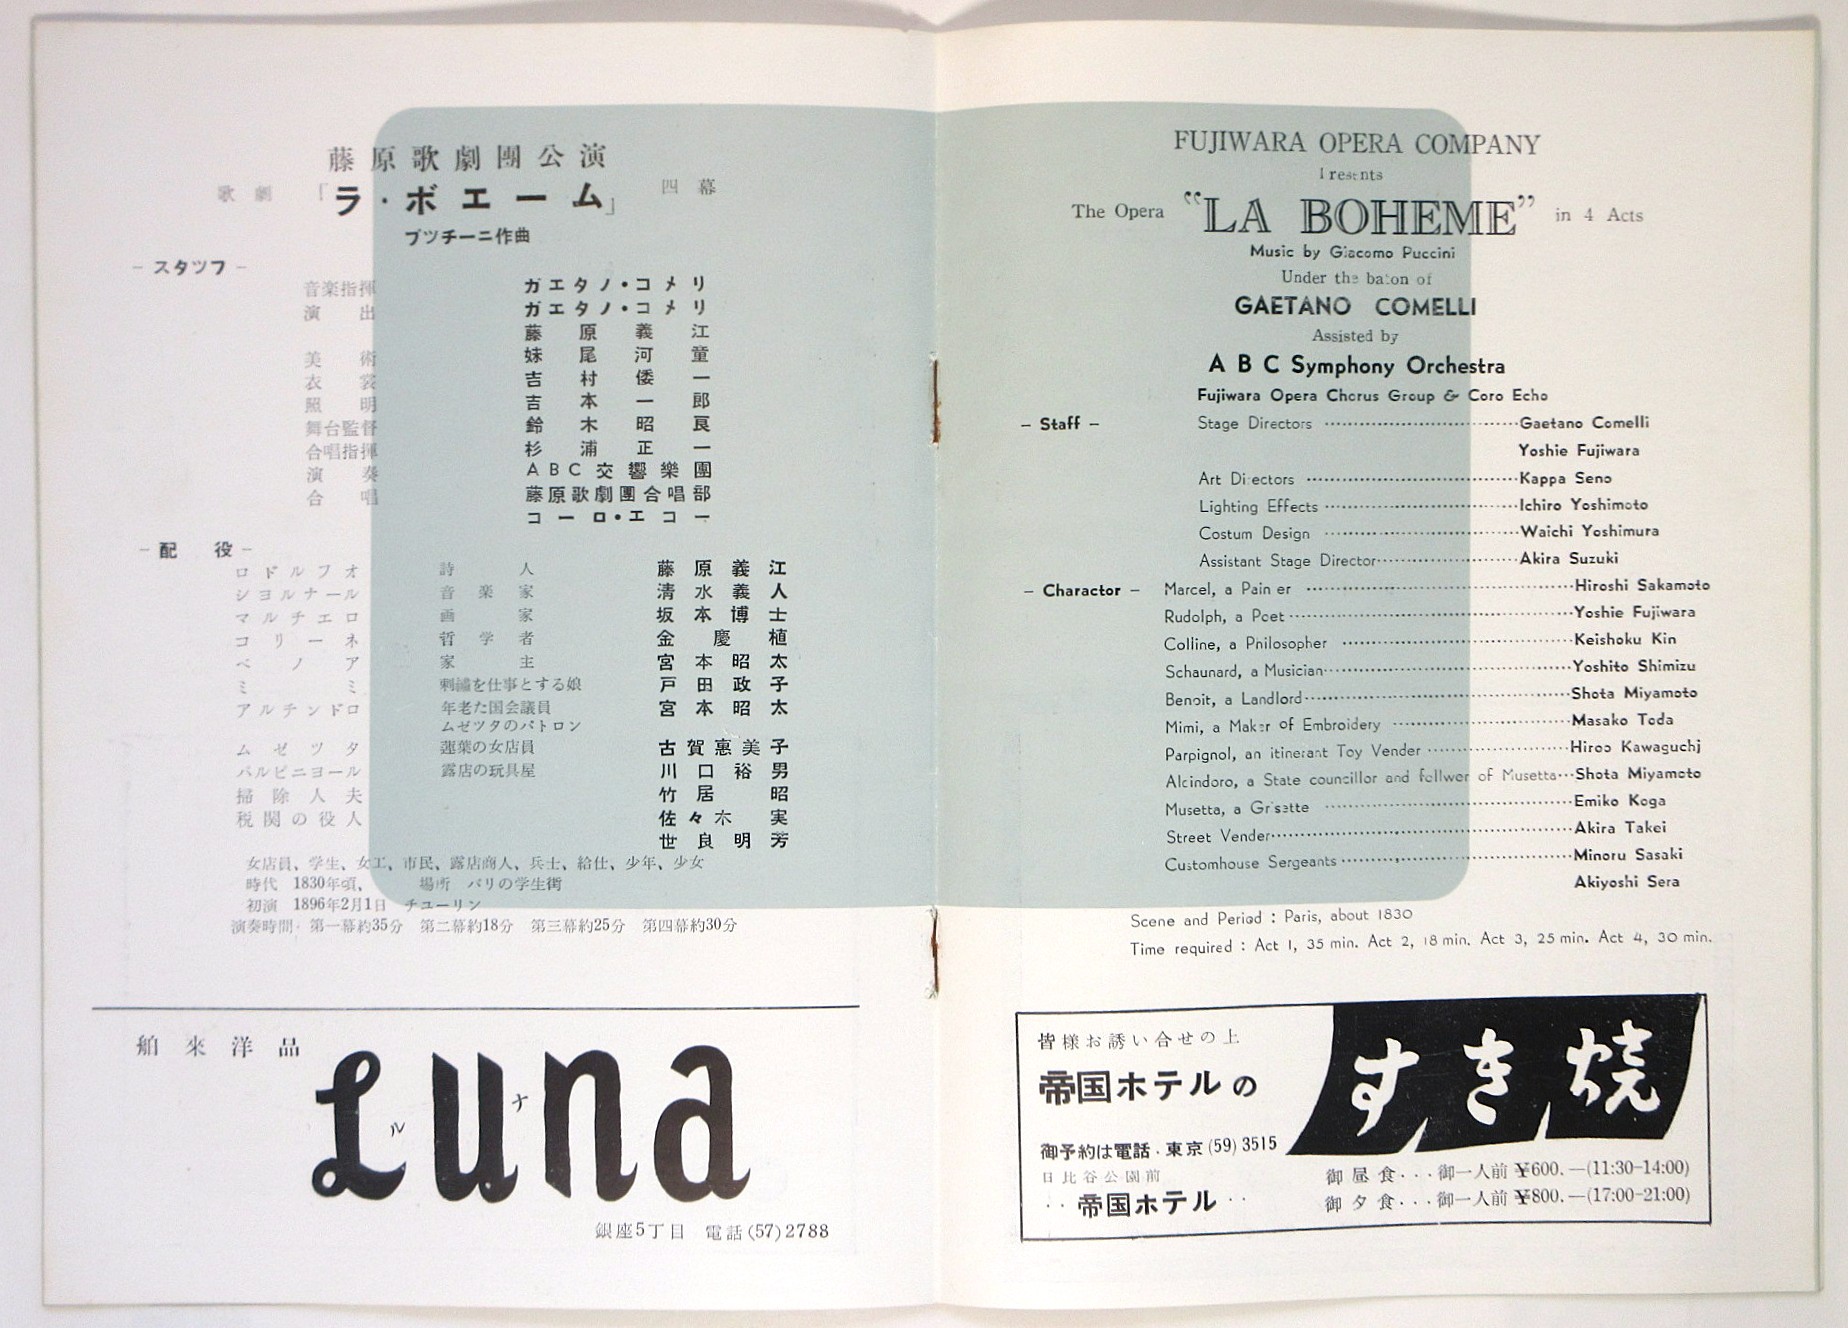 藤原歌劇團公演
歌劇「ラ・ボエーム」四幕
プツチーニ作曲
－スタツフ－
音楽指揮 ガエタノ・コメリ
演出 ガエタノ・コメリ
藤原義江
美術 妹尾河童
衣裳 吉村倭一
照明 吉本一郎
舞台監督 鈴木昭良
合唱指揮 杉浦正一
演奏 ABC交響樂團
合唱 藤原歌劇團合唱部
コーロ・エコー
－配役－
ロドルフオ 詩人 藤原義江
シヨルナール 音楽家 清水義人
マルチエロ 画家 坂本博士
コリーネ 哲学者 金慶植
ベノア 家主 宮本昭太
ミミ 刺繡を仕事とする娘 戸田政子
アルチンドロ 年老た国会議員 宮本昭太
ムゼツタのパトロン
ムゼツタ 蓮葉の女店員 古賀惠美子
パルピニヨール 露店の玩具屋 川口裕男
掃除人夫 竹居昭
税関の役人 佐々木実
世良明芳
女店員、学生、女工、市民、露店商人、兵士、給仕、少年、少女
時代 1830年頃、 場所 パリの学生街
初演 1896年2月1日 チユーリン
演奏時間・第一幕約35分 第二幕約18分 第三幕約25分 第四幕約30分
舶来洋品
Luna
ルナ
銀座5丁目 電話(57)2788
FUJIWARA OPERA COMPANY
Presents
The Opera "LA BOHEME" in 4 Acts
Music by Giacomo Puccini
Under the baton of
GAETANO COMELLI
Assisted by
A B C Symphony Orchestra
Fujiwara Opera Chorus Group & Coro Echo
– Staff – Stage Directors ……Gaetano Comelli
Yoshie Fujiwara
Art Directors ……Kappa Seno
Lighting Effects ……Ichiro Yoshimoto
Costum Design ……Waichi Yoshimura
Assistant Stage Director……Akira Suzuki
– Charactor – Marcel, a Painter ……Hiroshi Sakamoto
Rudolph, a Poet……Yoshie Fujiwara
Colline, a Philosopher ……Keishoku Kin
Schaunard, a Musician……Yoshito Shimizu
Benoit, a Landlord……Shota Miyamoto
Mimi, a Maker of Embroidery ……Masako Toda
Parpignol, an itinerant Toy Vender ……Hiroo Kawaguchi
Alcindoro, a State councillor and follwer of Musetta…Shota Miyamoto
Musetta, a Grisette ……Emiko Koga
Street Vender……Akira Takei
Customhouse Sergeants……Minoru Sasaki
Akiyoshi Sera
Scene and Period : Paris, about 1830
Time required : Act 1, 35 min. Act 2, 18 min. Act 3, 25 min. Act 4, 30 min.
皆様お誘い合せの上
帝国ホテルの
すき焼
御予約は電話・東京(59)3515
日比谷公園前
‥帝国ホテル‥
御昼食...御一人前¥600.—(11:30-14:00)
御夕食...御一人前¥800.—(17:00-21:00)